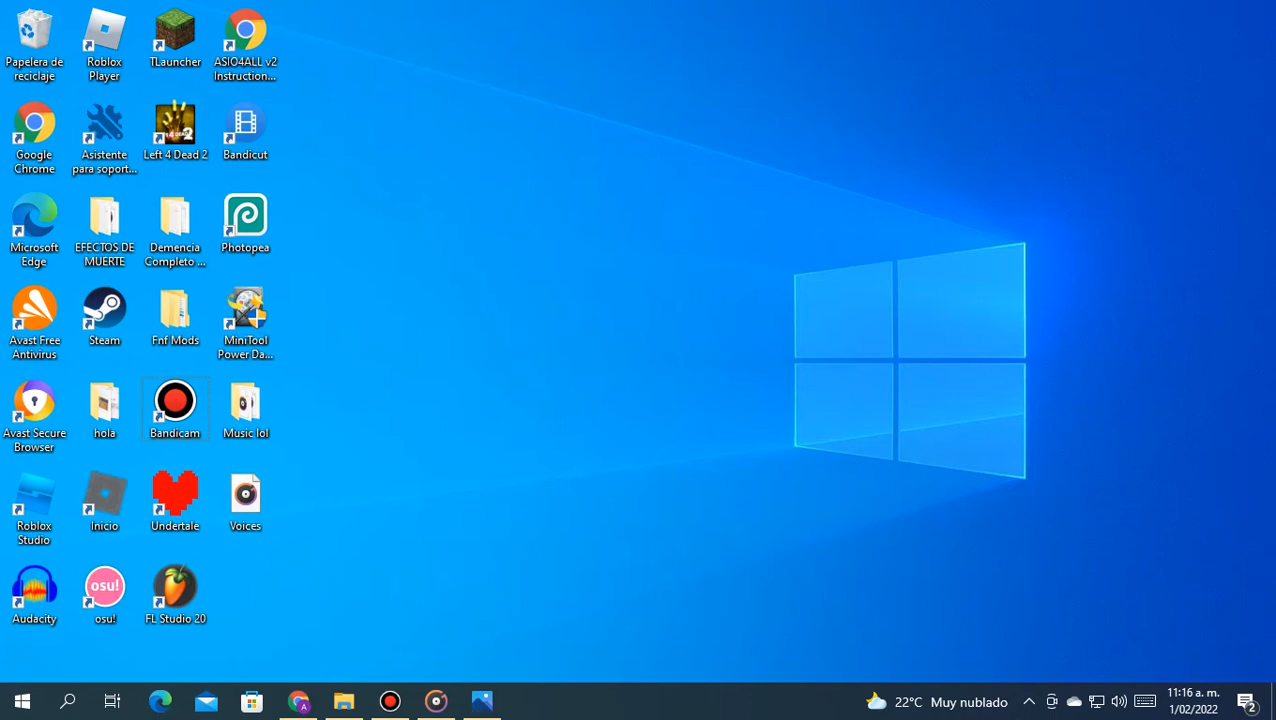 Papelera de
reciclaje
Roblox
Player
TLauncher
ASIO4ALL v2
Instruction...
Google
Chrome
Asistente
para soport...
4 DEAD 2
Left 4 Dead 2
Bandicut
Microsoft
Edge
EFECTOS DE
MUERTE
Demencia
Completo ...
Photopea
Avast Free
Antivirus
Steam
Fnf Mods
MiniTool
Power Da...
Avast Secure
Browser
hola
Bandicam
Music lol
Roblox
Studio
Inicio
Undertale
Voices
Audacity
osu!
osu!
FL Studio 20
A
22°C Muy nublado
11:16 a. m.
1/02/2022
2